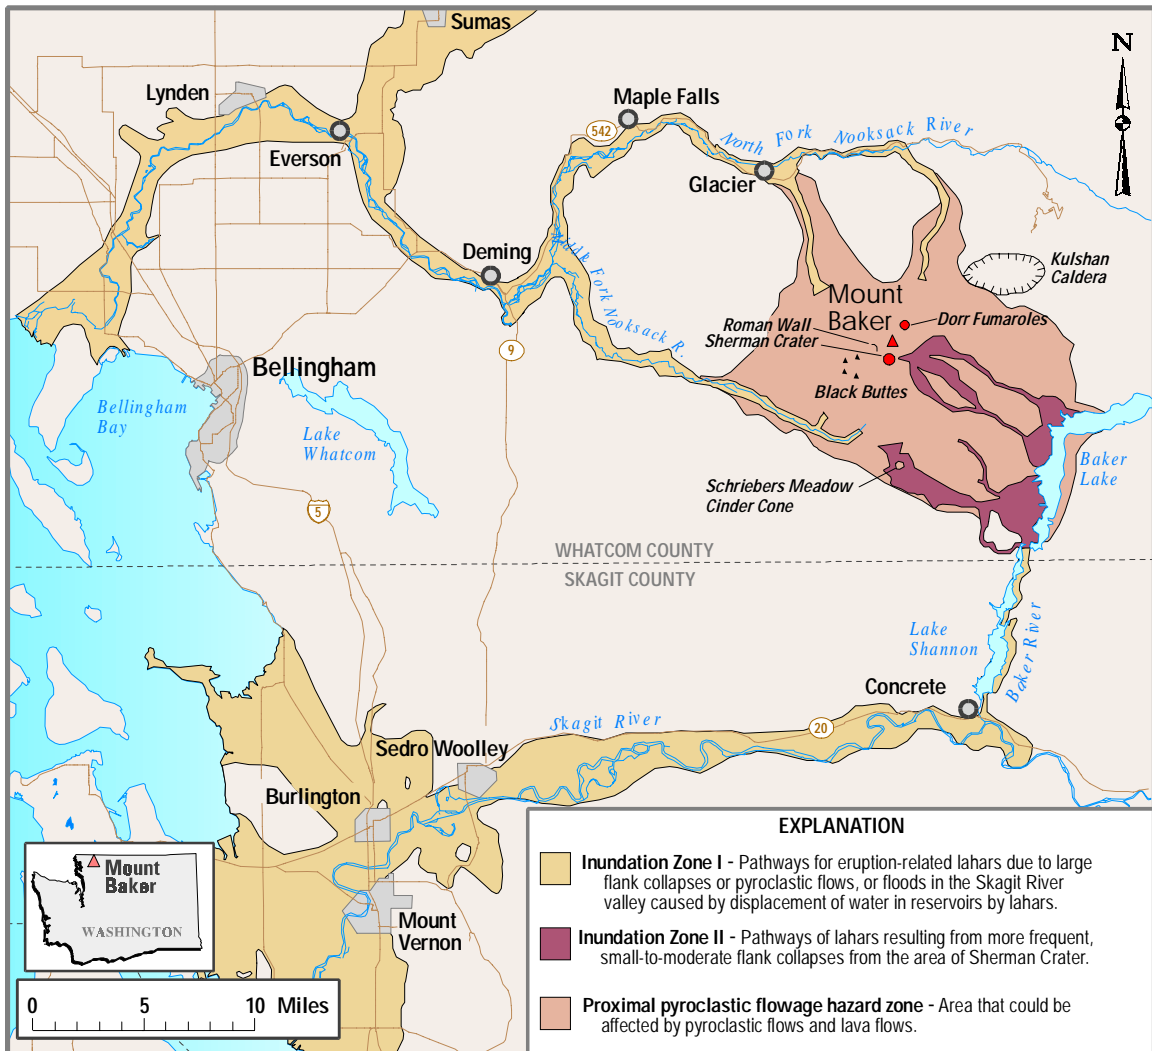 Sumas
N
Lynden
Maple Falls
542
Everson
North Fork Nooksack River
Glacier
Deming
Middle Fork Nooksack R.
Kulshan
Caldera
Mount
Baker
Dorr Fumaroles
Roman Wall
Sherman Crater
9
Black Buttes
Bellingham
Bellingham
Bay
Lake
Whatcom
Baker
Lake
Schriebers Meadow
Cinder Cone
5
WHATCOM COUNTY
SKAGIT COUNTY
Lake
Shannon
Baker River
Concrete
Skagit River
20
Sedro Woolley
Burlington
Mount
Vernon
Mount
Baker
WASHINGTON
0 5 10 Miles
EXPLANATION
Inundation Zone I - Pathways for eruption-related lahars due to large
flank collapses or pyroclastic flows, or floods in the Skagit River
valley caused by displacement of water in reservoirs by lahars.
Inundation Zone II - Pathways of lahars resulting from more frequent,
small-to-moderate flank collapses from the area of Sherman Crater.
Proximal pyroclastic flowage hazard zone - Area that could be
affected by pyroclastic flows and lava flows.